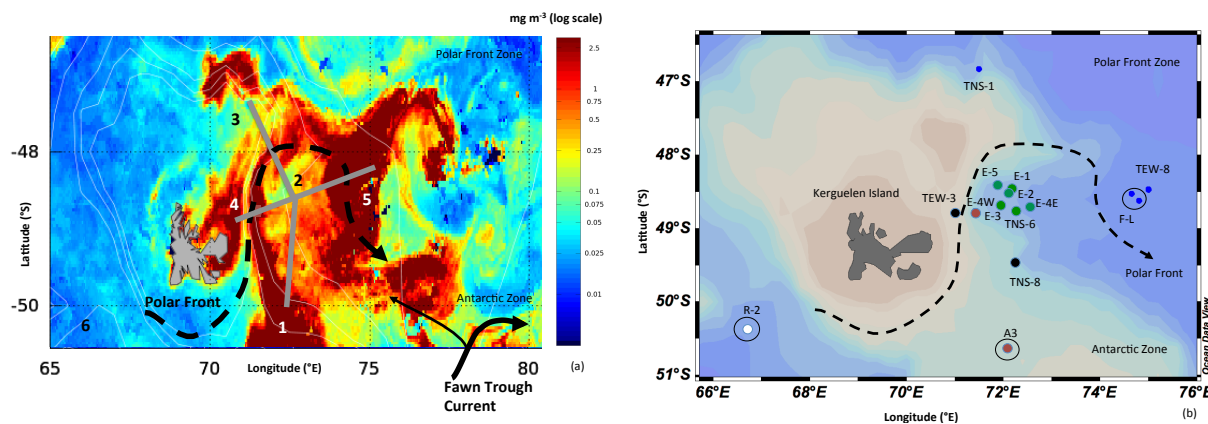 mg m⁻³ (log scale)
Polar Front Zone
2.5
1
0.75
0.5
0.25
0.1
0.075
0.05
0.025
0.01
-48
-50
Latitude (°S)
3
2
4
5
1
6
Polar Front
Antarctic Zone
65
70
75
80
Longitude (°E)
(a)
Fawn Trough
Current
47°S
48°S
49°S
50°S
51°S
Latitude (°S)
Polar Front Zone
TNS-1
E-5
E-1
TEW-8
Kerguelen Island
TEW-3
E-2
E-4W
E-4E
E-3
TNS-6
F-L
TNS-8
Polar Front
R-2
A3
Antarctic Zone
Ocean Data View
66°E
68°E
70°E
72°E
74°E
76°E
Longitude (°E)
(b)